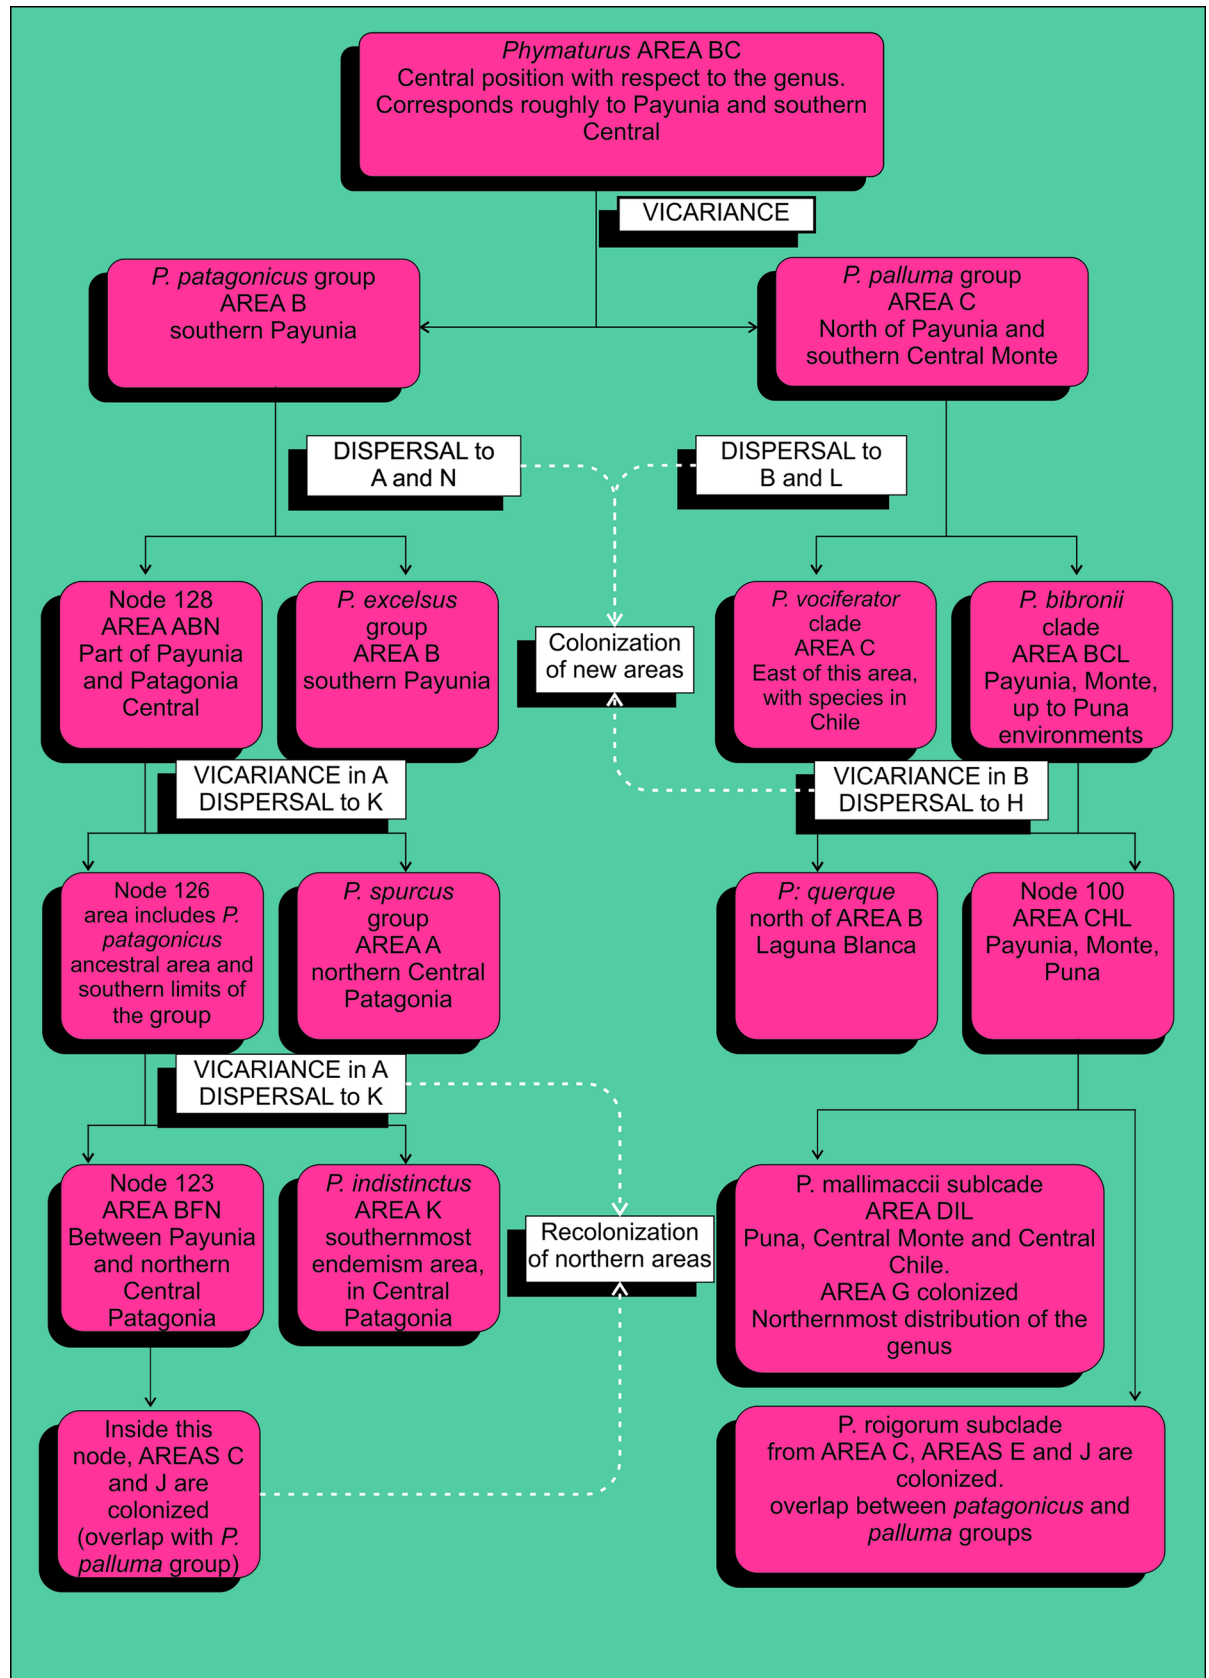 Phymaturus AREA BC
Central position with respect to the genus.
Corresponds roughly to Payunia and southern
Central
VICARIANCE
P. patagonicus group
AREA B
southern Payunia
P. palluma group
AREA C
North of Payunia and
southern Central Monte
DISPERSAL to
A and N
DISPERSAL to
B and L
Node 128
AREA ABN
Part of Payunia
and Patagonia
Central
P. excelsus
group
AREA B
southern Payunia
Colonization
of new areas
P. vociferator
clade
AREA C
East of this area,
with species in
Chile
P. bibronii
clade
AREA BCL
Payunia, Monte,
up to Puna
environments
VICARIANCE in A
DISPERSAL to K
VICARIANCE in B
DISPERSAL to H
Node 126
area includes P.
patagonicus
ancestral area and
southern limits of
the group
P. spurcus
group
AREA A
northern Central
Patagonia
P: querque
north of AREA B
Laguna Blanca
Node 100
AREA CHL
Payunia, Monte,
Puna
VICARIANCE in A
DISPERSAL to K
Node 123
AREA BFN
Between Payunia
and northern
Central
Patagonia
P. indistinctus
AREA K
southernmost
endemism area,
in Central
Patagonia
Recolonization
of northern areas
P. mallimaccii sublcade
AREA DIL
Puna, Central Monte and Central
Chile.
AREA G colonized
Northernmost distribution of the
genus
Inside this
node, AREAS C
and J are
colonized
(overlap with P.
palluma group)
P. roigorum subclade
from AREA C, AREAS E and J are
colonized.
overlap between patagonicus and
palluma groups